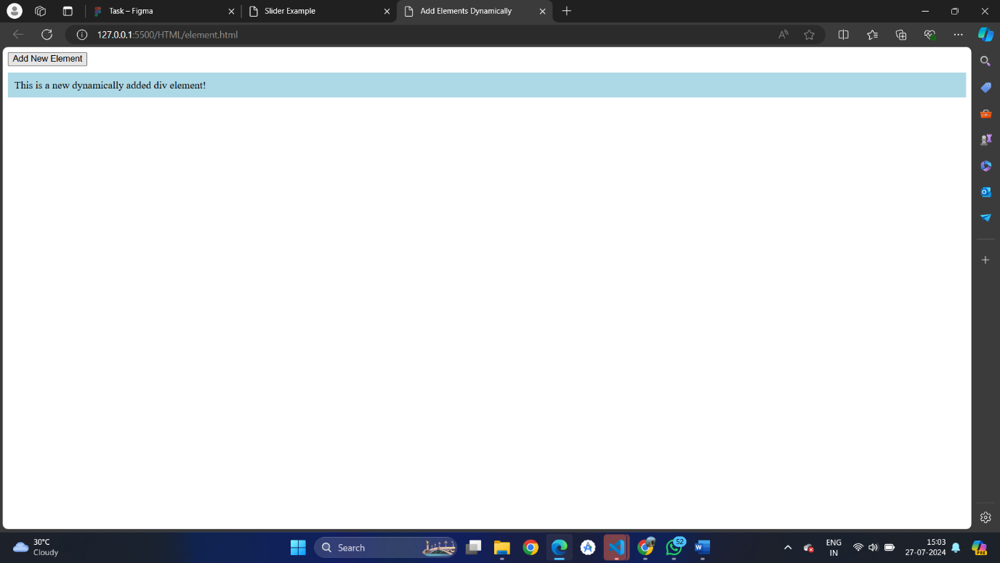 Task – Figma
Slider Example
Add Elements Dynamically
127.0.0.1:5500/HTML/element.html
Add New Element
This is a new dynamically added div element!
30°C
Cloudy
Search
52
W
ENG
IN
15:03
27-07-2024
PRE